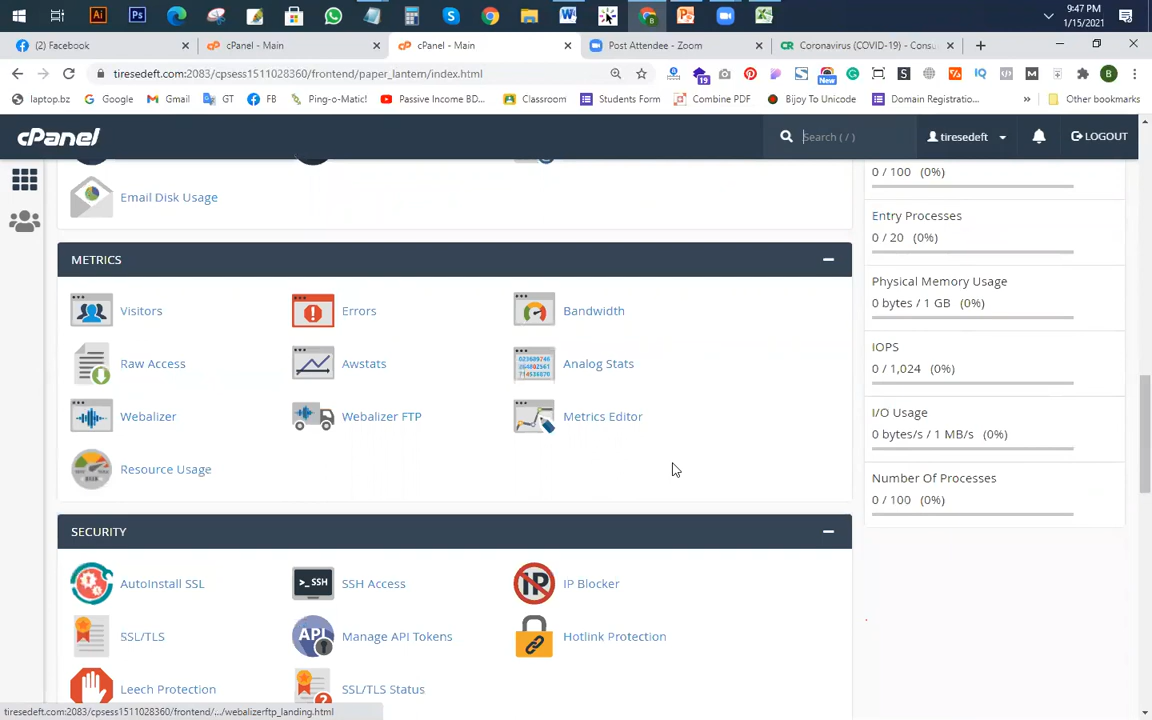 9:47 PM
1/15/2021
(2) Facebook
cPanel - Main
cPanel - Main
Post Attendee - Zoom
Coronavirus (COVID-19) - Consu
tiresedeft.com:2083/cpsess1511028360/frontend/paper_lantern/index.html
19
New
B
laptop.bz
Google
Gmail
GT
FB
Ping-o-Matic!
Passive Income BD...
Classroom
Students Form
Combine PDF
Bijoy To Unicode
Domain Registratio...
Other bookmarks
cPanel
Search ( / )
tiresedeft
LOGOUT
Email Disk Usage
METRICS
Visitors
Errors
Bandwidth
Raw Access
Awstats
Analog Stats
Webalizer
Webalizer FTP
Metrics Editor
Resource Usage
SECURITY
AutoInstall SSL
SSH Access
IP Blocker
SSL/TLS
Manage API Tokens
Hotlink Protection
Leech Protection
SSL/TLS Status
0 / 100 (0%)
Entry Processes
0 / 20 (0%)
Physical Memory Usage
0 bytes / 1 GB (0%)
IOPS
0 / 1,024 (0%)
I/O Usage
0 bytes/s / 1 MB/s (0%)
Number Of Processes
0 / 100 (0%)
tiresedeft.com:2083/cpsess1511028360/frontend/.../webalizerftp_landing.html